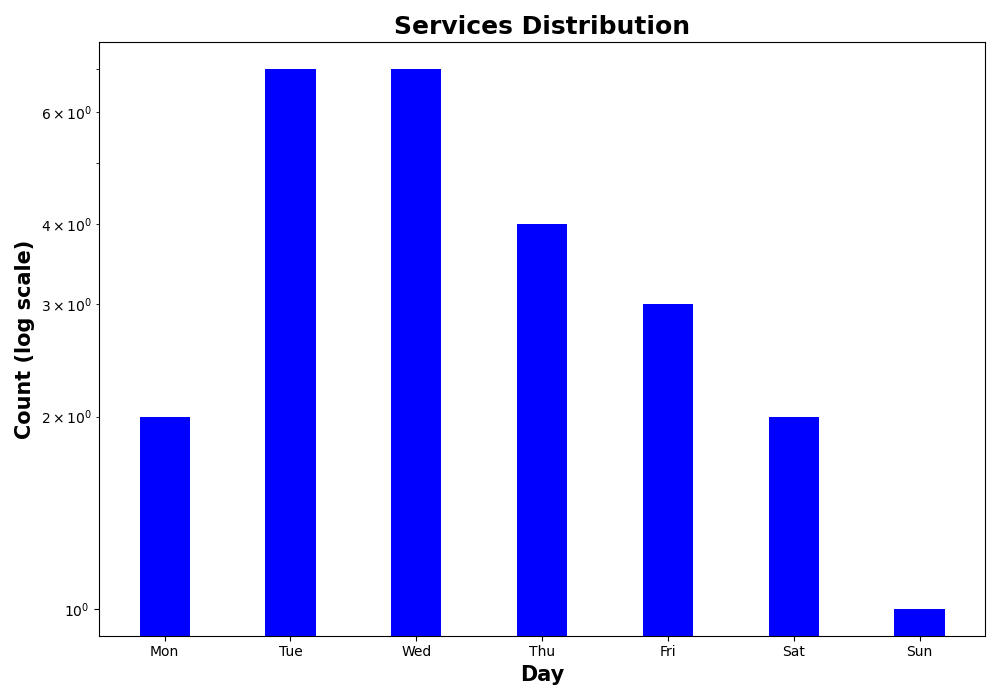 Services Distribution
Count (log scale)
6 × 10⁰
4 × 10⁰
3 × 10⁰
2 × 10⁰
10⁰
Mon Tue Wed Thu Fri Sat Sun
Day